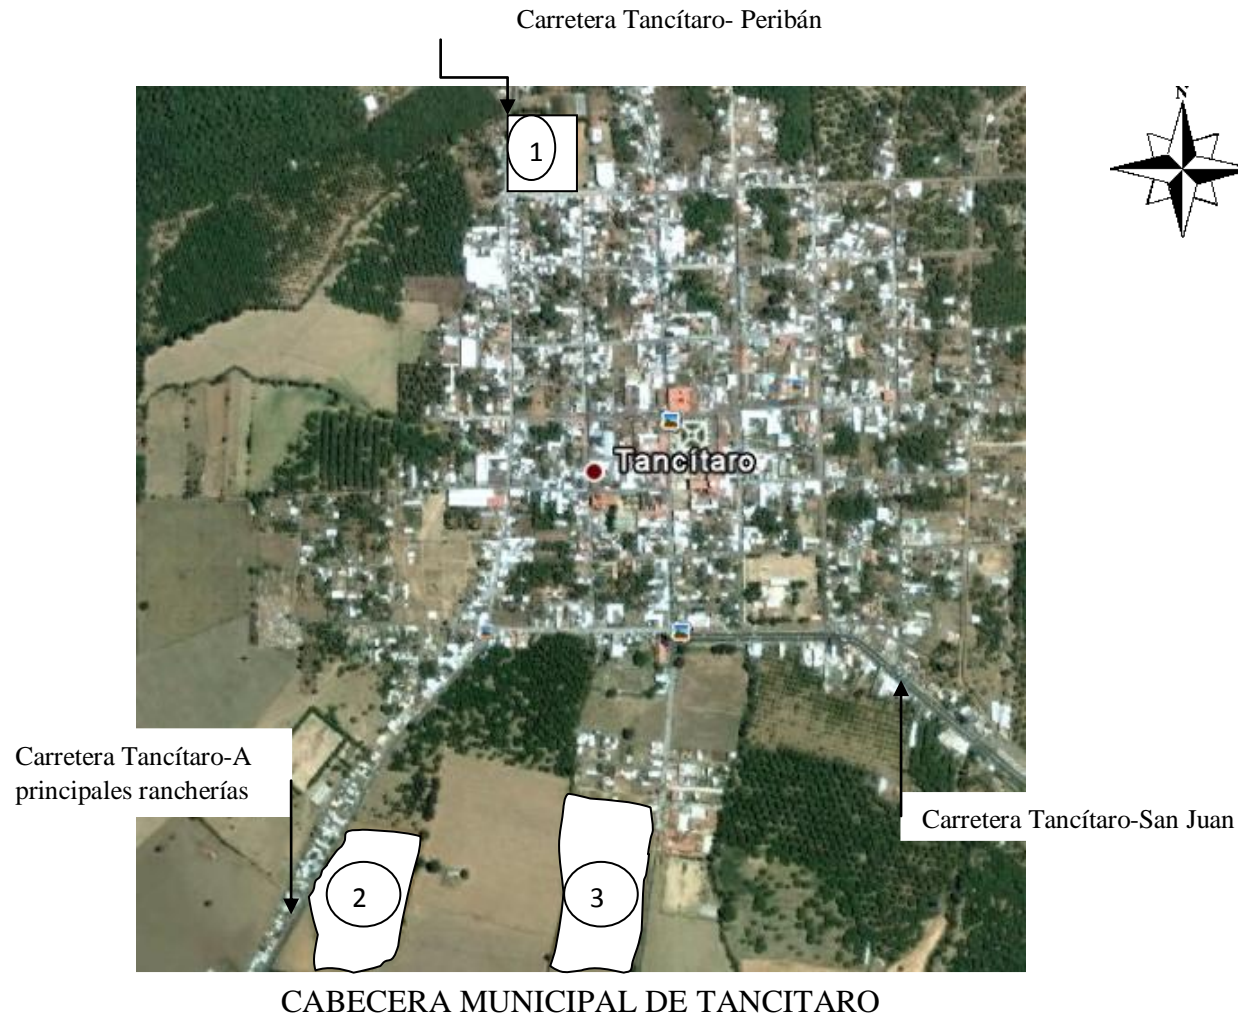 Carretera Tancítaro- Peribán
N
1
Tancítaro
Carretera Tancítaro-A
principales rancherías
Carretera Tancítaro-San Juan
2
3
CABECERA MUNICIPAL DE TANCITARO